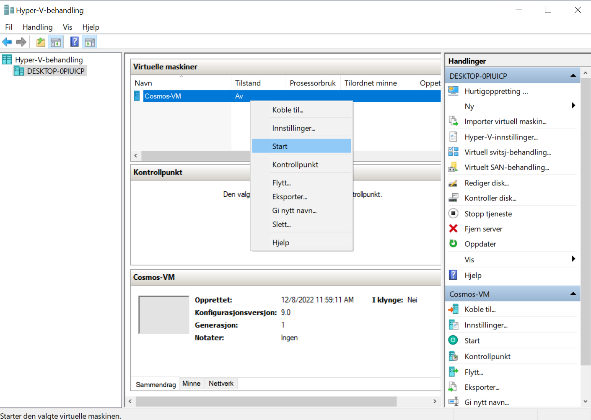 Hyper-V-behandling
Fil Handling Vis Hjelp
Hyper-V-behandling
DESKTOP-0PIUICP
Virtuelle maskiner
Navn Tilstand Prosessorbruk Tilordnet minne Oppet
Cosmos-VM Av
Koble til...
Innstillinger...
Start
Kontrollpunkt
Flytt...
Eksporter...
Gi nytt navn...
Slett...
Hjelp
Kontrollpunkt
Den valg trollpunkt.
Cosmos-VM
Opprettet: 12/8/2022 11:59:11 AM I klynge: Nei
Konfigurasjonsversjon: 9.0
Generasjon: 1
Notater: Ingen
Sammendrag Minne Nettverk
Handlinger
DESKTOP-0PIUICP
Hurtigoppretting ...
Ny
Importer virtuell maskin...
Hyper-V-innstillinger...
Virtuell svitsj-behandling...
Virtuelt SAN-behandling...
Rediger disk...
Kontroller disk...
Stopp tjeneste
Fjern server
Oppdater
Vis
Hjelp
Cosmos-VM
Koble til...
Innstillinger...
Start
Kontrollpunkt
Flytt...
Eksporter...
Gi nytt navn...
Starter den valgte virtuelle maskinen.